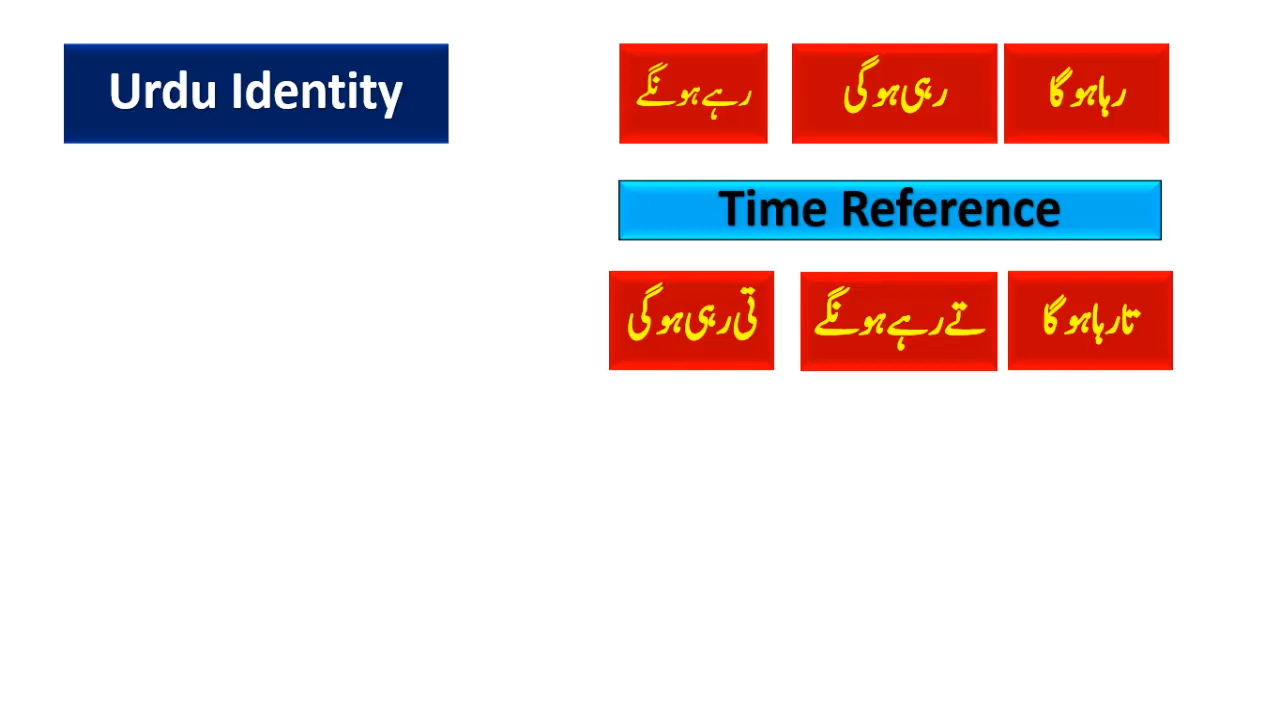 Urdu Identity
رہا ہو گا
رہی ہو گی
رہے ہونگے
Time Reference
تا رہا ہو گا
تے رہے ہونگے
تی رہی ہو گی